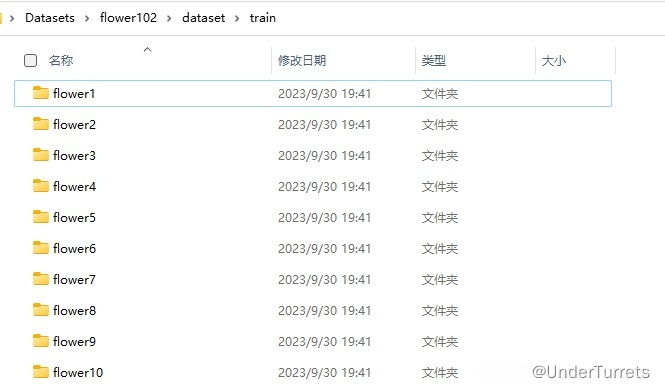 Datasets > flower102 > dataset > train
名称 修改日期 类型 大小
flower1 2023/9/30 19:41 文件夹
flower2 2023/9/30 19:41 文件夹
flower3 2023/9/30 19:41 文件夹
flower4 2023/9/30 19:41 文件夹
flower5 2023/9/30 19:41 文件夹
flower6 2023/9/30 19:41 文件夹
flower7 2023/9/30 19:41 文件夹
flower8 2023/9/30 19:41 文件夹
flower9 2023/9/30 19:41 文件夹
flower10 2023/9/30 19:41 文件夹
@UnderTurrets